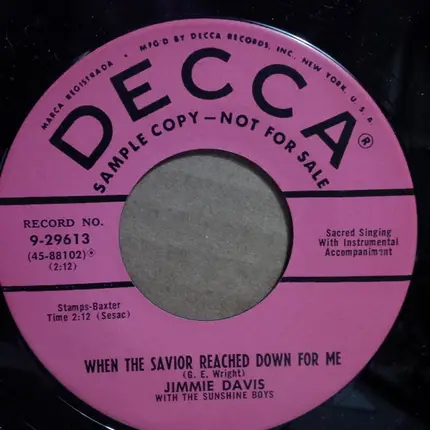 MARCA REGISTRADA • MFG'D BY DECCA RECORDS, INC., NEW YORK, U.S.A.
DECCA®
SAMPLE COPY – NOT FOR SALE
RECORD NO.
9-29613
(45-88102)✦
(2:12)
Sacred Singing
With Instrumental
Accompaniment
Stamps-Baxter
Time 2:12 (Sesac)
WHEN THE SAVIOR REACHED DOWN FOR ME
(G. E. Wright)
JIMMIE DAVIS
WITH THE SUNSHINE BOYS